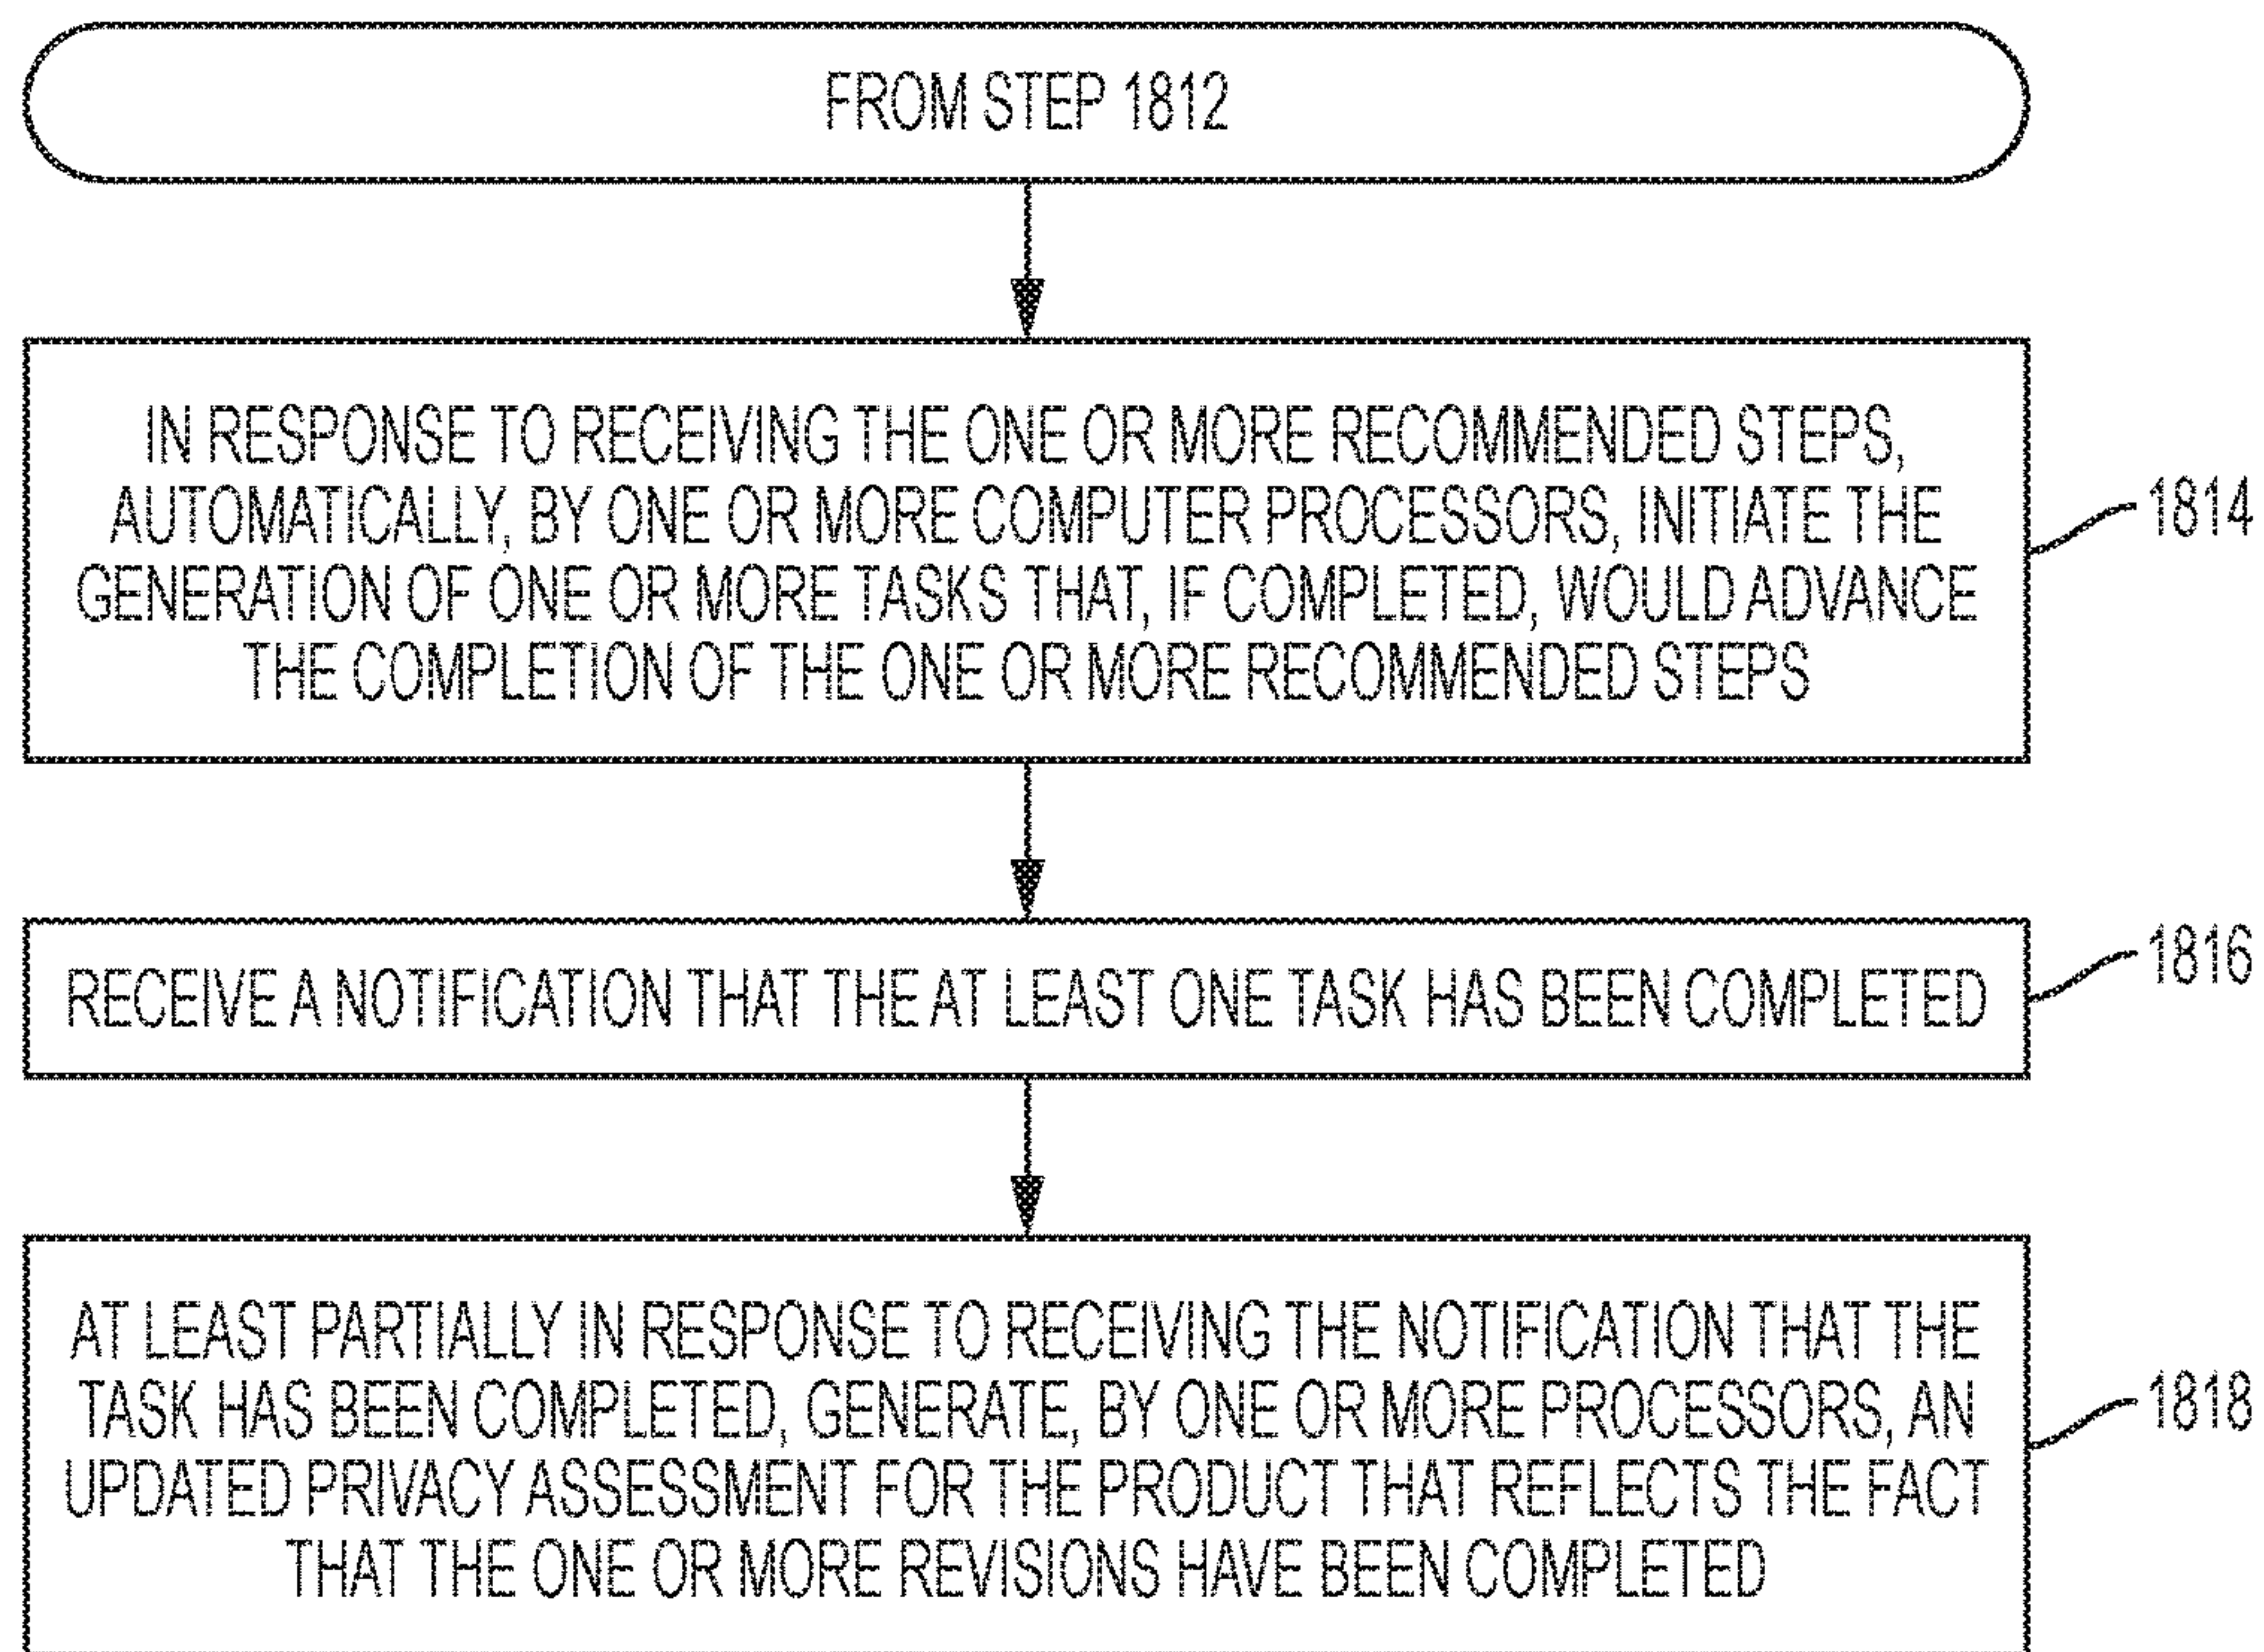 FROM STEP 1812
IN RESPONSE TO RECEIVING THE ONE OR MORE RECOMMENDED STEPS,
AUTOMATICALLY, BY ONE OR MORE COMPUTER PROCESSORS, INITIATE THE
GENERATION OF ONE OR MORE TASKS THAT, IF COMPLETED, WOULD ADVANCE
THE COMPLETION OF THE ONE OR MORE RECOMMENDED STEPS
1814
RECEIVE A NOTIFICATION THAT THE AT LEAST ONE TASK HAS BEEN COMPLETED
1816
AT LEAST PARTIALLY IN RESPONSE TO RECEIVING THE NOTIFICATION THAT THE
TASK HAS BEEN COMPLETED, GENERATE, BY ONE OR MORE PROCESSORS, AN
UPDATED PRIVACY ASSESSMENT FOR THE PRODUCT THAT REFLECTS THE FACT
THAT THE ONE OR MORE REVISIONS HAVE BEEN COMPLETED
1818